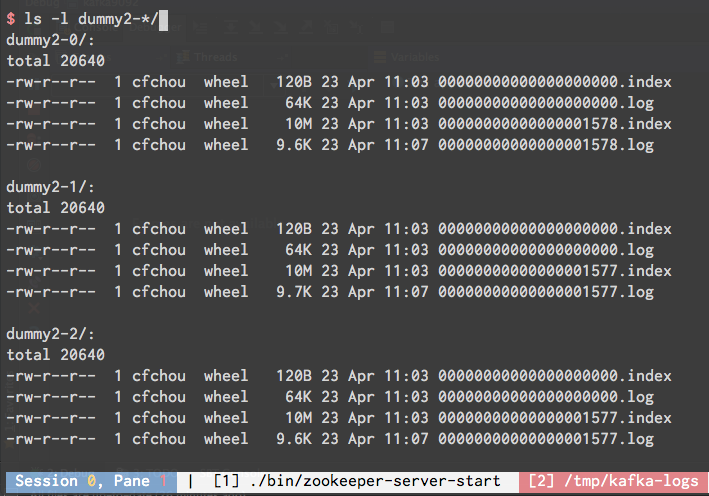 $ ls -l dummy2-*/
dummy2-0/:
total 20640
-rw-r--r--  1 cfchou  wheel   120B 23 Apr 11:03 00000000000000000000.index
-rw-r--r--  1 cfchou  wheel    64K 23 Apr 11:03 00000000000000000000.log
-rw-r--r--  1 cfchou  wheel    10M 23 Apr 11:03 00000000000000001578.index
-rw-r--r--  1 cfchou  wheel   9.6K 23 Apr 11:07 00000000000000001578.log
dummy2-1/:
total 20640
-rw-r--r--  1 cfchou  wheel   120B 23 Apr 11:03 00000000000000000000.index
-rw-r--r--  1 cfchou  wheel    64K 23 Apr 11:03 00000000000000000000.log
-rw-r--r--  1 cfchou  wheel    10M 23 Apr 11:03 00000000000000001577.index
-rw-r--r--  1 cfchou  wheel   9.7K 23 Apr 11:07 00000000000000001577.log
dummy2-2/:
total 20640
-rw-r--r--  1 cfchou  wheel   120B 23 Apr 11:03 00000000000000000000.index
-rw-r--r--  1 cfchou  wheel    64K 23 Apr 11:03 00000000000000000000.log
-rw-r--r--  1 cfchou  wheel    10M 23 Apr 11:03 00000000000000001577.index
-rw-r--r--  1 cfchou  wheel   9.6K 23 Apr 11:07 00000000000000001577.log
Session 0, Pane 1 | [1] ./bin/zookeeper-server-start [2] /tmp/kafka-logs